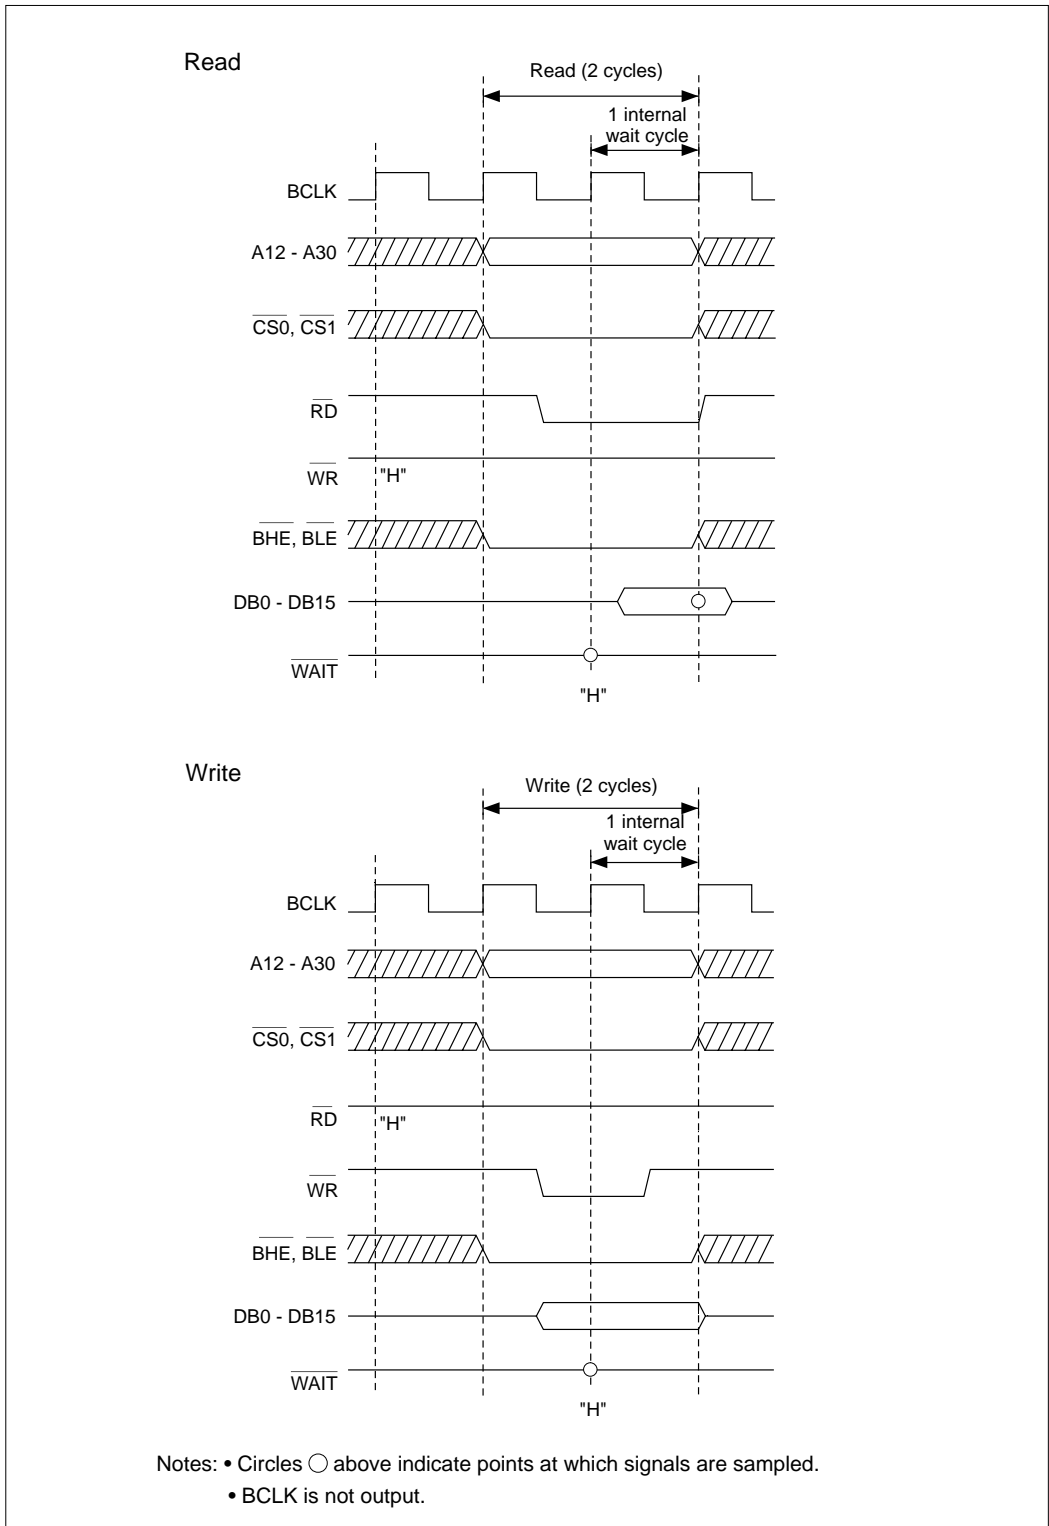 Read
Read (2 cycles)
1 internal
wait cycle
BCLK
A12 - A30
CS0, CS1
RD
WR
"H"
BHE, BLE
DB0 - DB15
WAIT
"H"
Write
Write (2 cycles)
1 internal
wait cycle
BCLK
A12 - A30
CS0, CS1
RD
"H"
WR
BHE, BLE
DB0 - DB15
WAIT
"H"
Notes: • Circles ○ above indicate points at which signals are sampled.
• BCLK is not output.